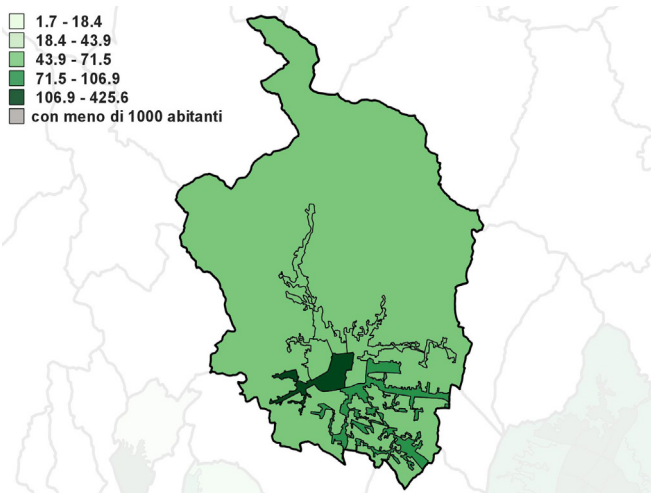 1.7 - 18.4
18.4 - 43.9
43.9 - 71.5
71.5 - 106.9
106.9 - 425.6
con meno di 1000 abitanti